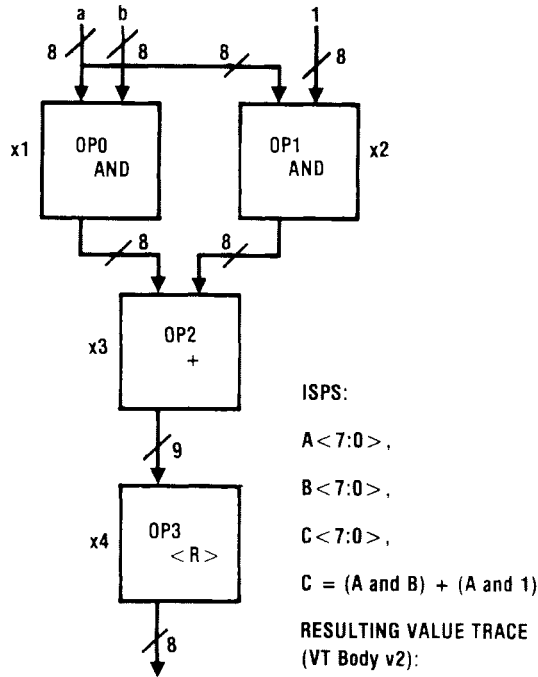 a b 1
8 8 8 8
x1 OP0 AND OP1 AND x2
8 8
x3 OP2 +
9
x4 OP3 <R>
8
ISPS:
A<7:0>,
B<7:0>,
C<7:0>,
C = (A and B) + (A and 1)
RESULTING VALUE TRACE
(VT Body v2):